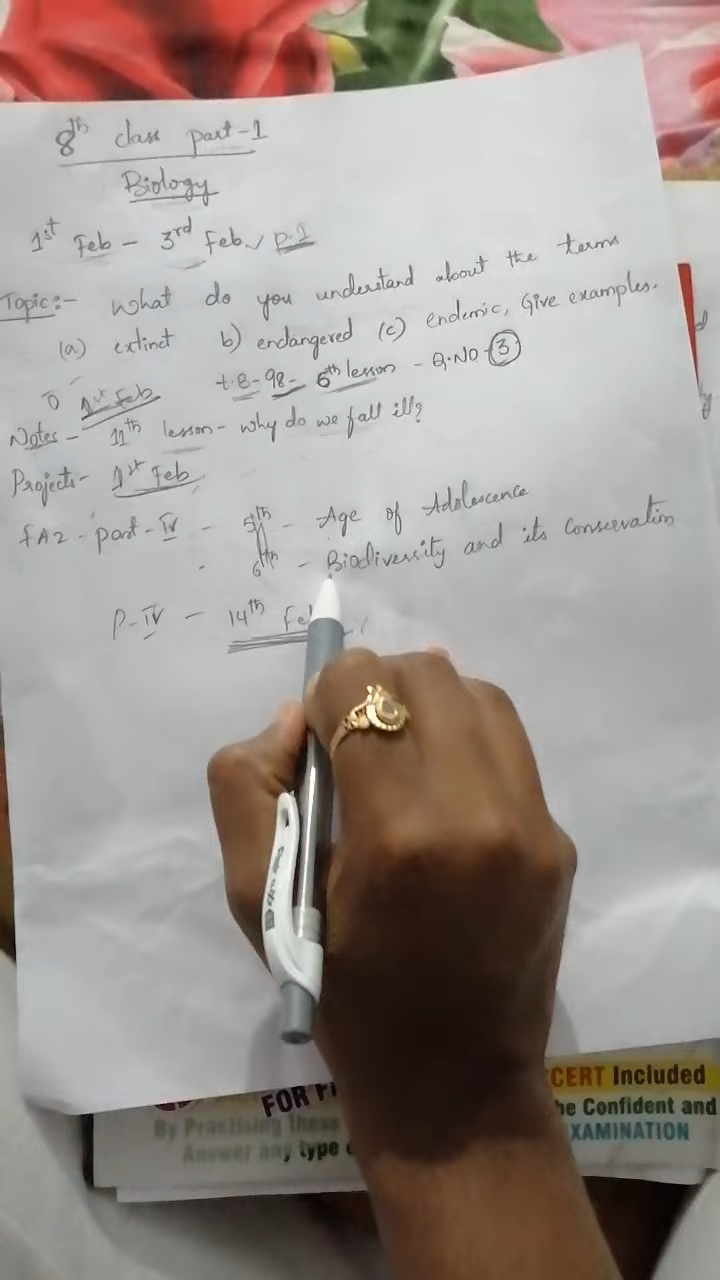 8th class part-1
Biology
1st Feb - 3rd Feb ✓ P.1
Topic:- What do you understand about the terms
(a) extinct b) endangered (c) endemic, Give examples.
t.B-98- 6th lesson - Q.NO-3
1st Feb
Notes - 11th lesson - why do we fall ill?
Projects - 1st Feb
FA2 - part-IV - 5th - Age of Adolescence
- 6th - Biodiversity and its Conservation
P-IV - 14th Feb
CERT Included
FOR
he Confident and
By Practising these
XAMINATION
Answer any type